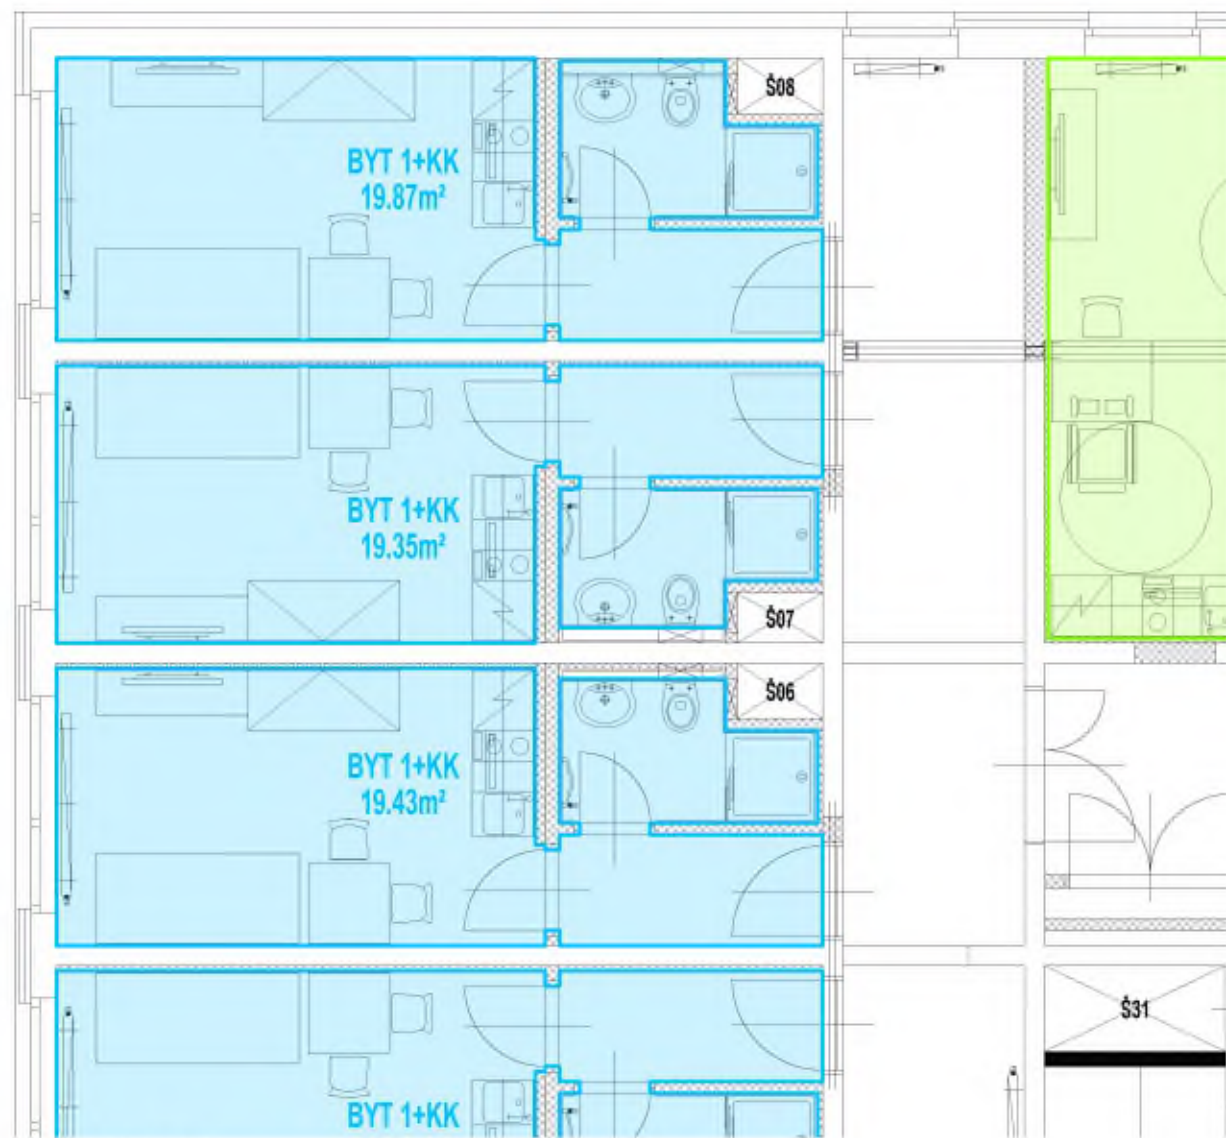 Š08
BYT 1+KK
19.87m²
BYT 1+KK
19.35m²
Š07
Š06
BYT 1+KK
19.43m²
Š31
BYT 1+KK